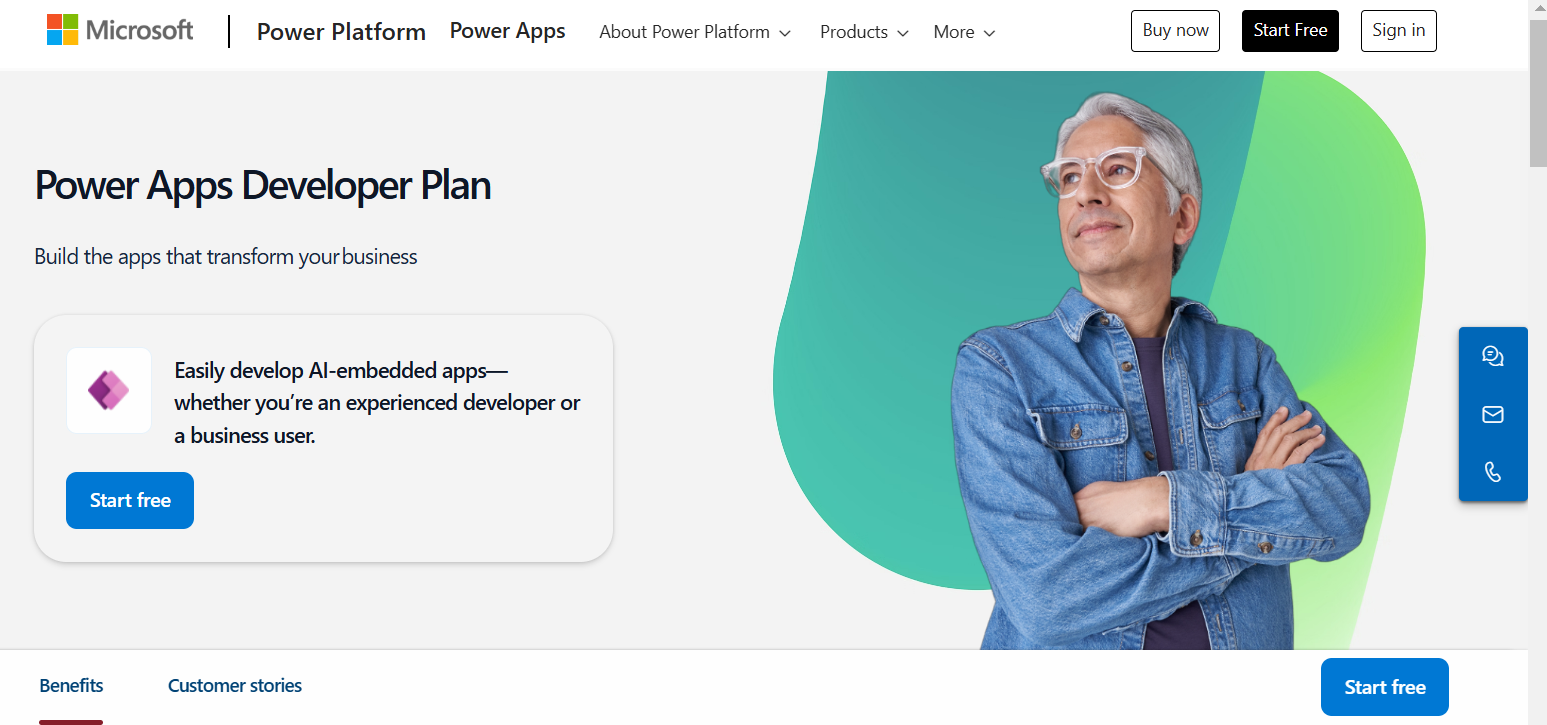 Microsoft
Power Platform
Power Apps
About Power Platform
Products
More
Buy now
Start Free
Sign in
Power Apps Developer Plan
Build the apps that transform your business
Easily develop AI-embedded apps—
whether you’re an experienced developer or
a business user.
Start free
Benefits
Customer stories
Start free